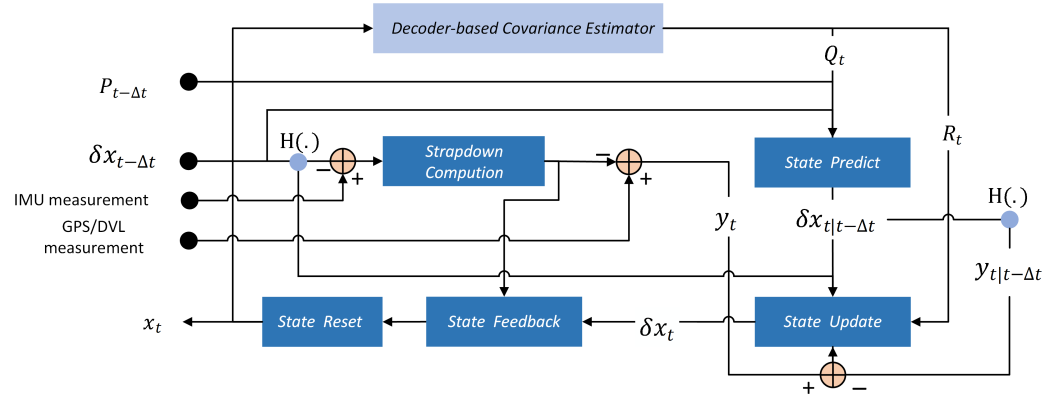 Decoder-based Covariance Estimator
Q_t
P_{t−Δt}
R_t
H(.)
δx_{t−Δt}
−
+
Strapdown
Compution
−
+
State Predict
IMU measurement
GPS/DVL
measurement
y_t
δx_{t|t−Δt}
H(.)
y_{t|t−Δt}
x_t
State Reset
State Feedback
δx_t
State Update
+
−